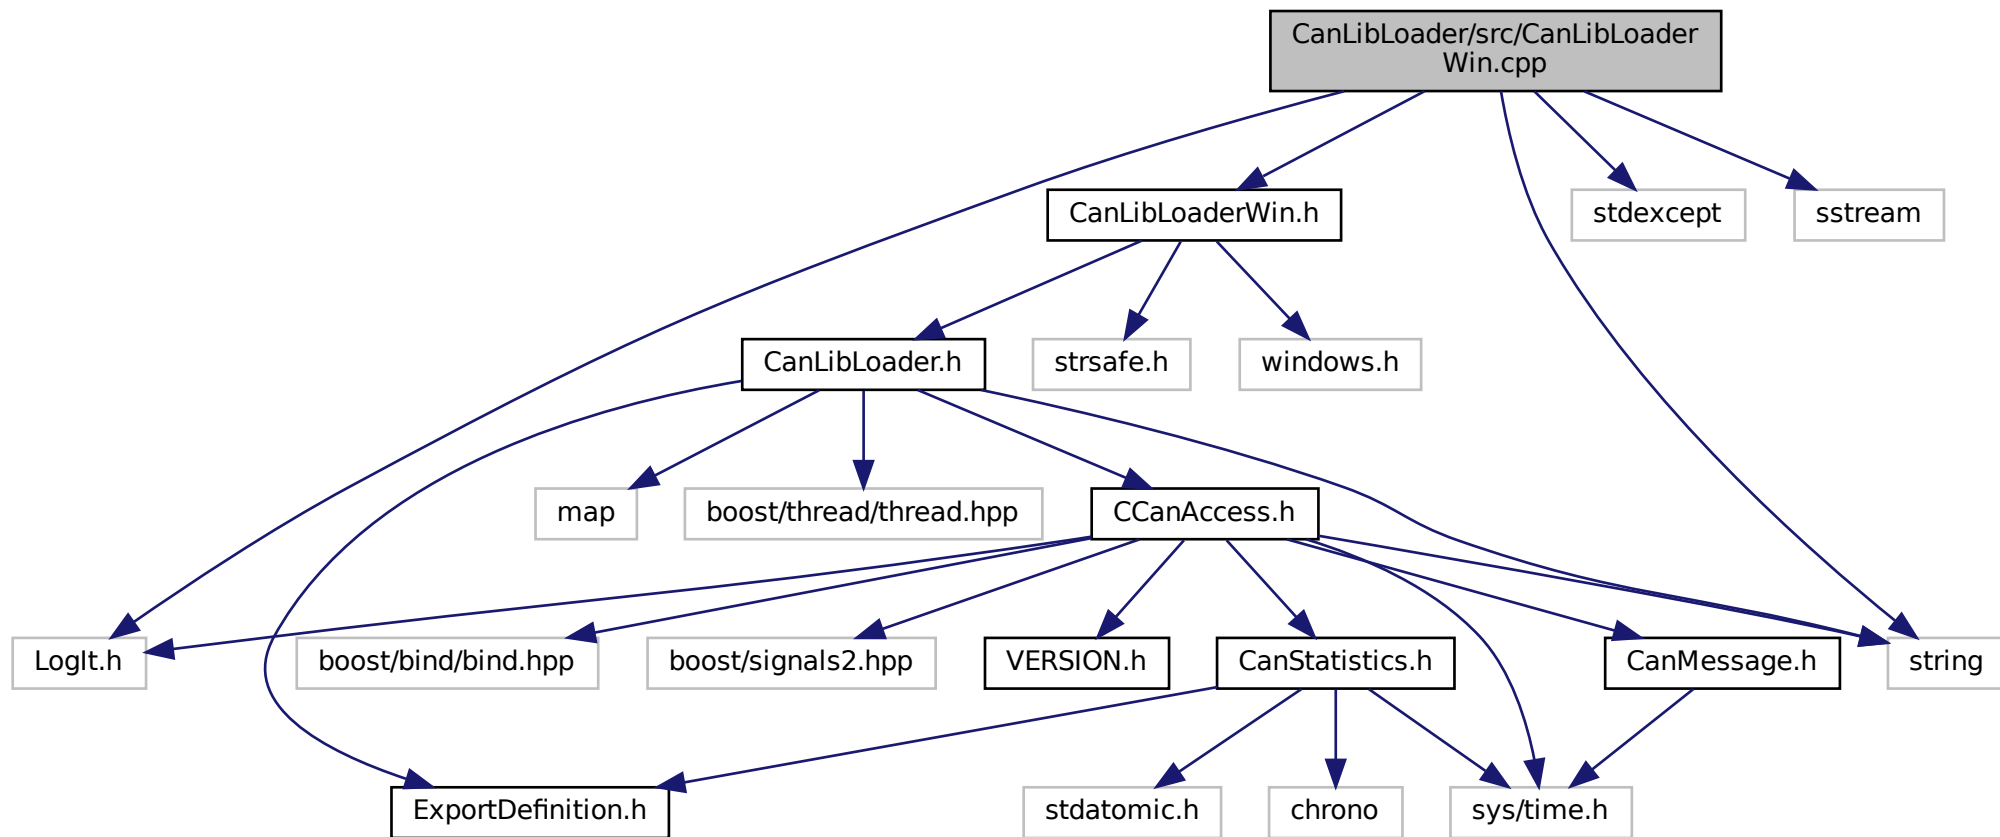 CanLibLoader/src/CanLibLoader
Win.cpp
CanLibLoaderWin.h
stdexcept
sstream
CanLibLoader.h
strsafe.h
windows.h
map
boost/thread/thread.hpp
CCanAccess.h
LogIt.h
boost/bind/bind.hpp
boost/signals2.hpp
VERSION.h
CanStatistics.h
CanMessage.h
string
ExportDefinition.h
stdatomic.h
chrono
sys/time.h